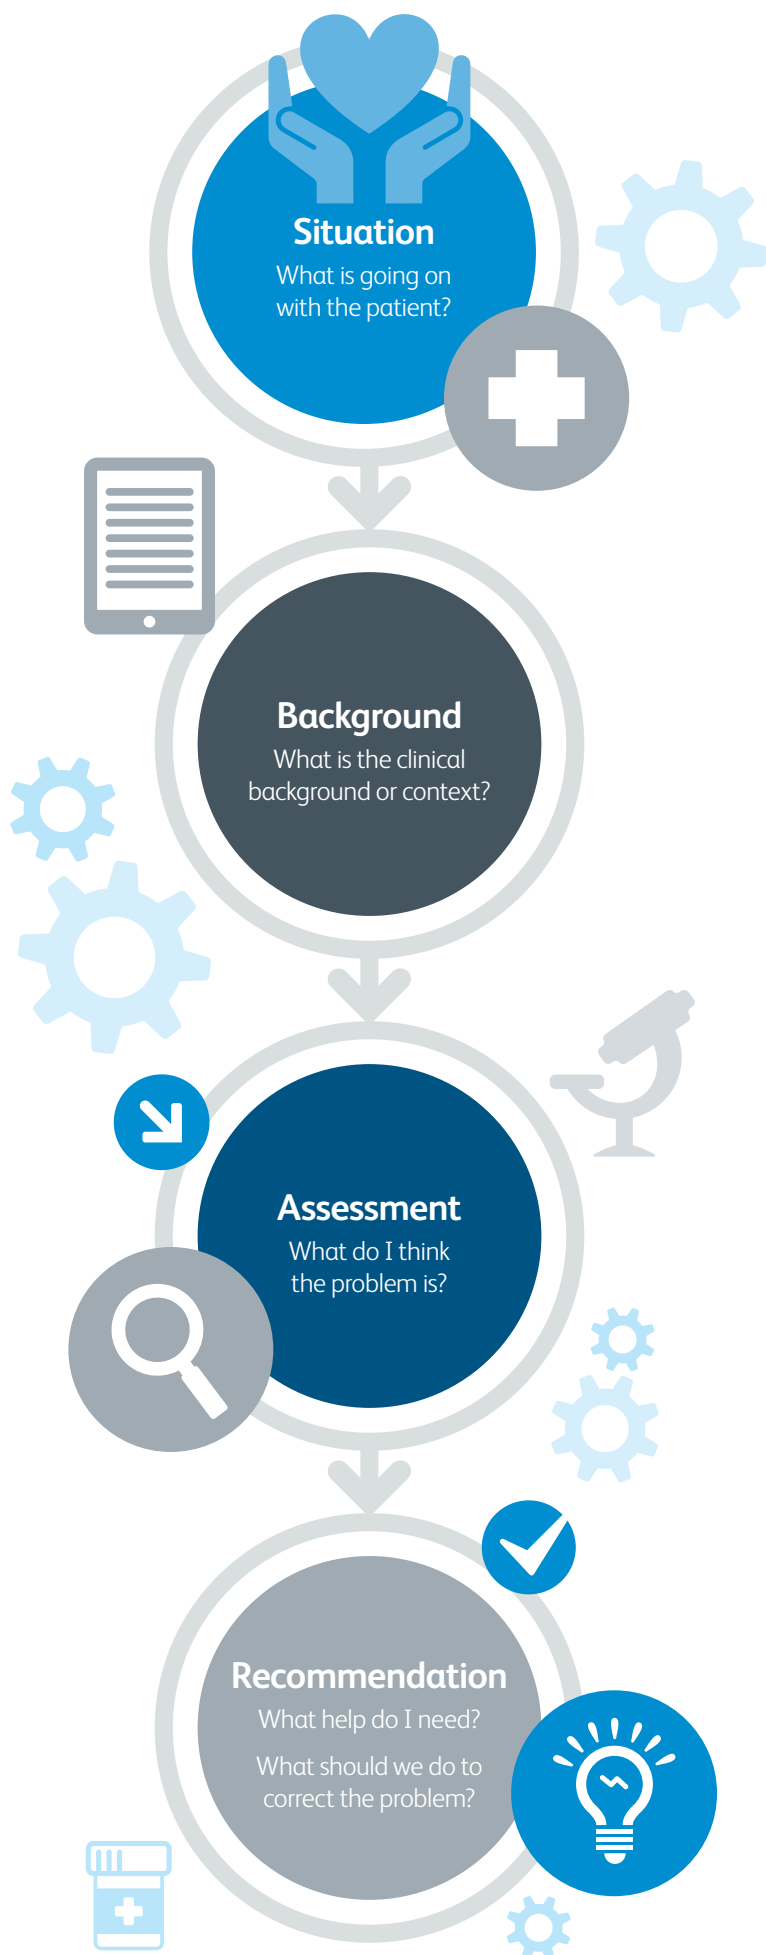 Situation
What is going on
with the patient?
Background
What is the clinical
background or context?
Assessment
What do I think
the problem is?
Recommendation
What help do I need?
What should we do to
correct the problem?